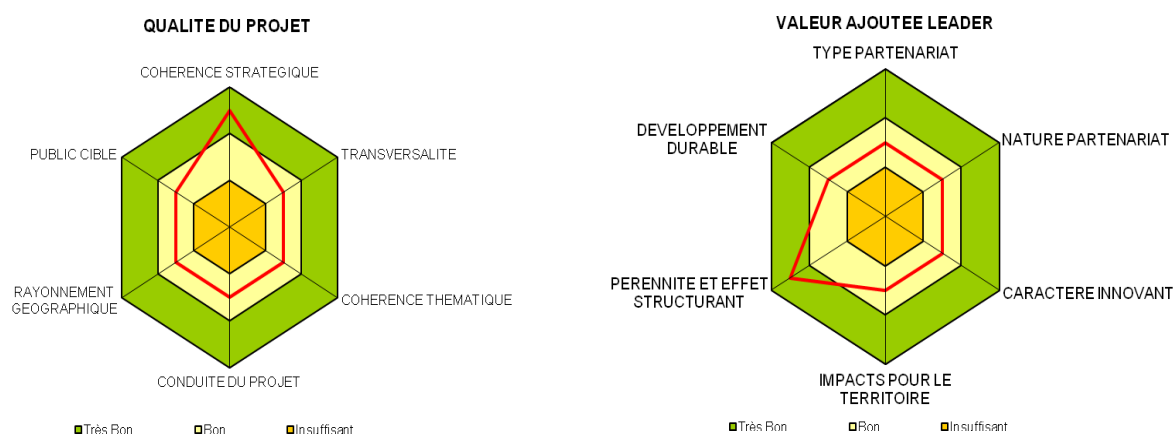 QUALITE DU PROJET
COHERENCE STRATEGIQUE
PUBLIC CIBLE
TRANSVERSALITE
RAYONNEMENT
GEOGRAPHIQUE
COHERENCE THEMATIQUE
CONDUITE DU PROJET
Très Bon
Bon
Insuffisant
VALEUR AJOUTEE LEADER
TYPE PARTENARIAT
DEVELOPPEMENT
DURABLE
NATURE PARTENARIAT
PERENNITE ET EFFET
STRUCTURANT
CARACTERE INNOVANT
IMPACTS POUR LE
TERRITOIRE
Très Bon
Bon
Insuffisant